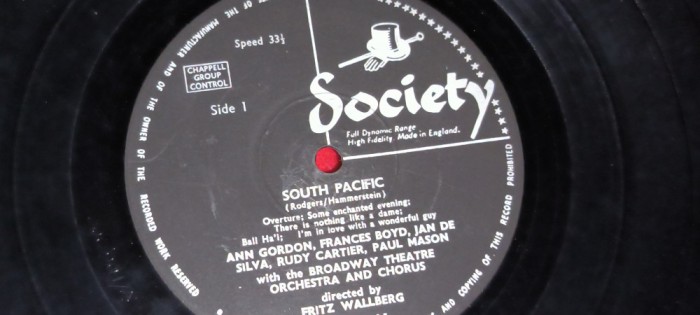 Speed 33⅓
CHAPPELL
GROUP
CONTROL
Side 1
Society
Full Dynamic Range
High Fidelity. Made in England.
SOUTH PACIFIC
(Rodgers/Hammerstein)
Overture; Some enchanted evening;
There is nothing like a dame;
Bali Ha'i; I'm in love with a wonderful guy
ANN GORDON, FRANCES BOYD, JAN DE
SILVA, RUDY CARTIER, PAUL MASON
with the BROADWAY THEATRE
ORCHESTRA AND CHORUS
directed by
FRITZ WALLBERG
OF THE MANUFACTURER AND OF THE OWNER OF THE RECORDED WORK RESERVED
AND COPYING OF THIS RECORD PROHIBITED